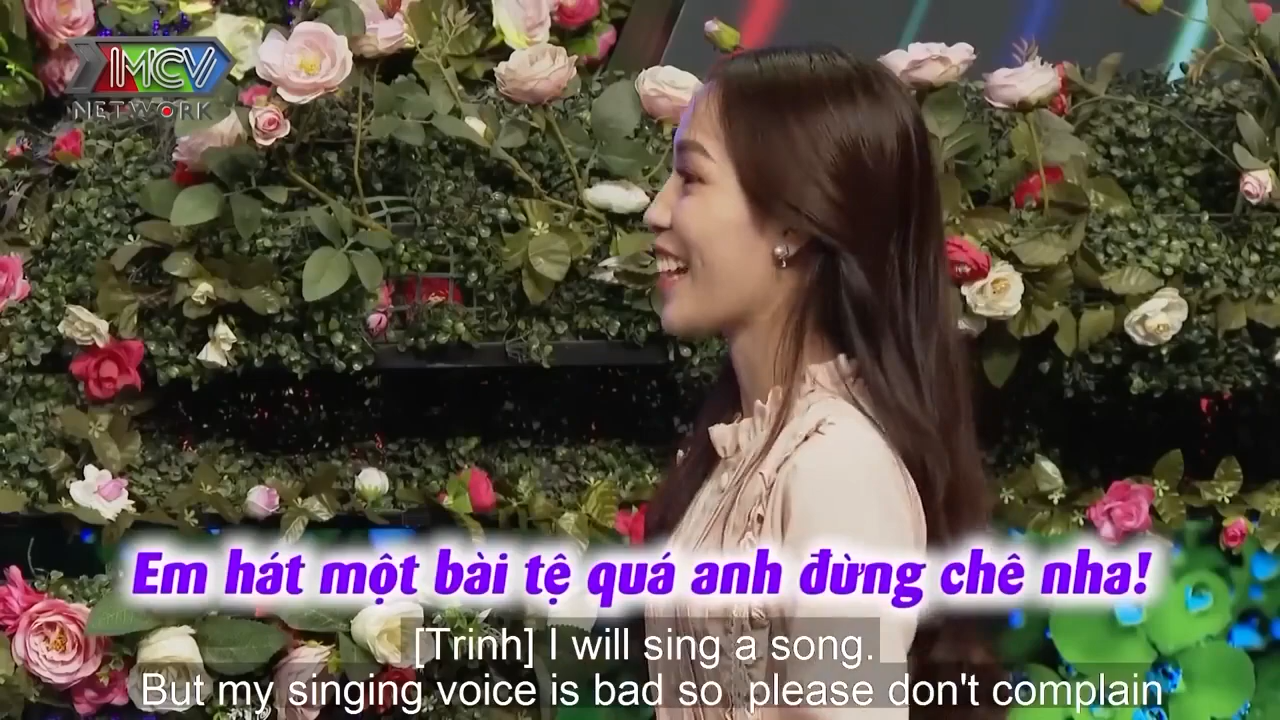 MCV
NETWORK
Em hát một bài tệ quá anh đừng chê nha!
[Trinh] I will sing a song.
But my singing voice is bad so  please don't complain